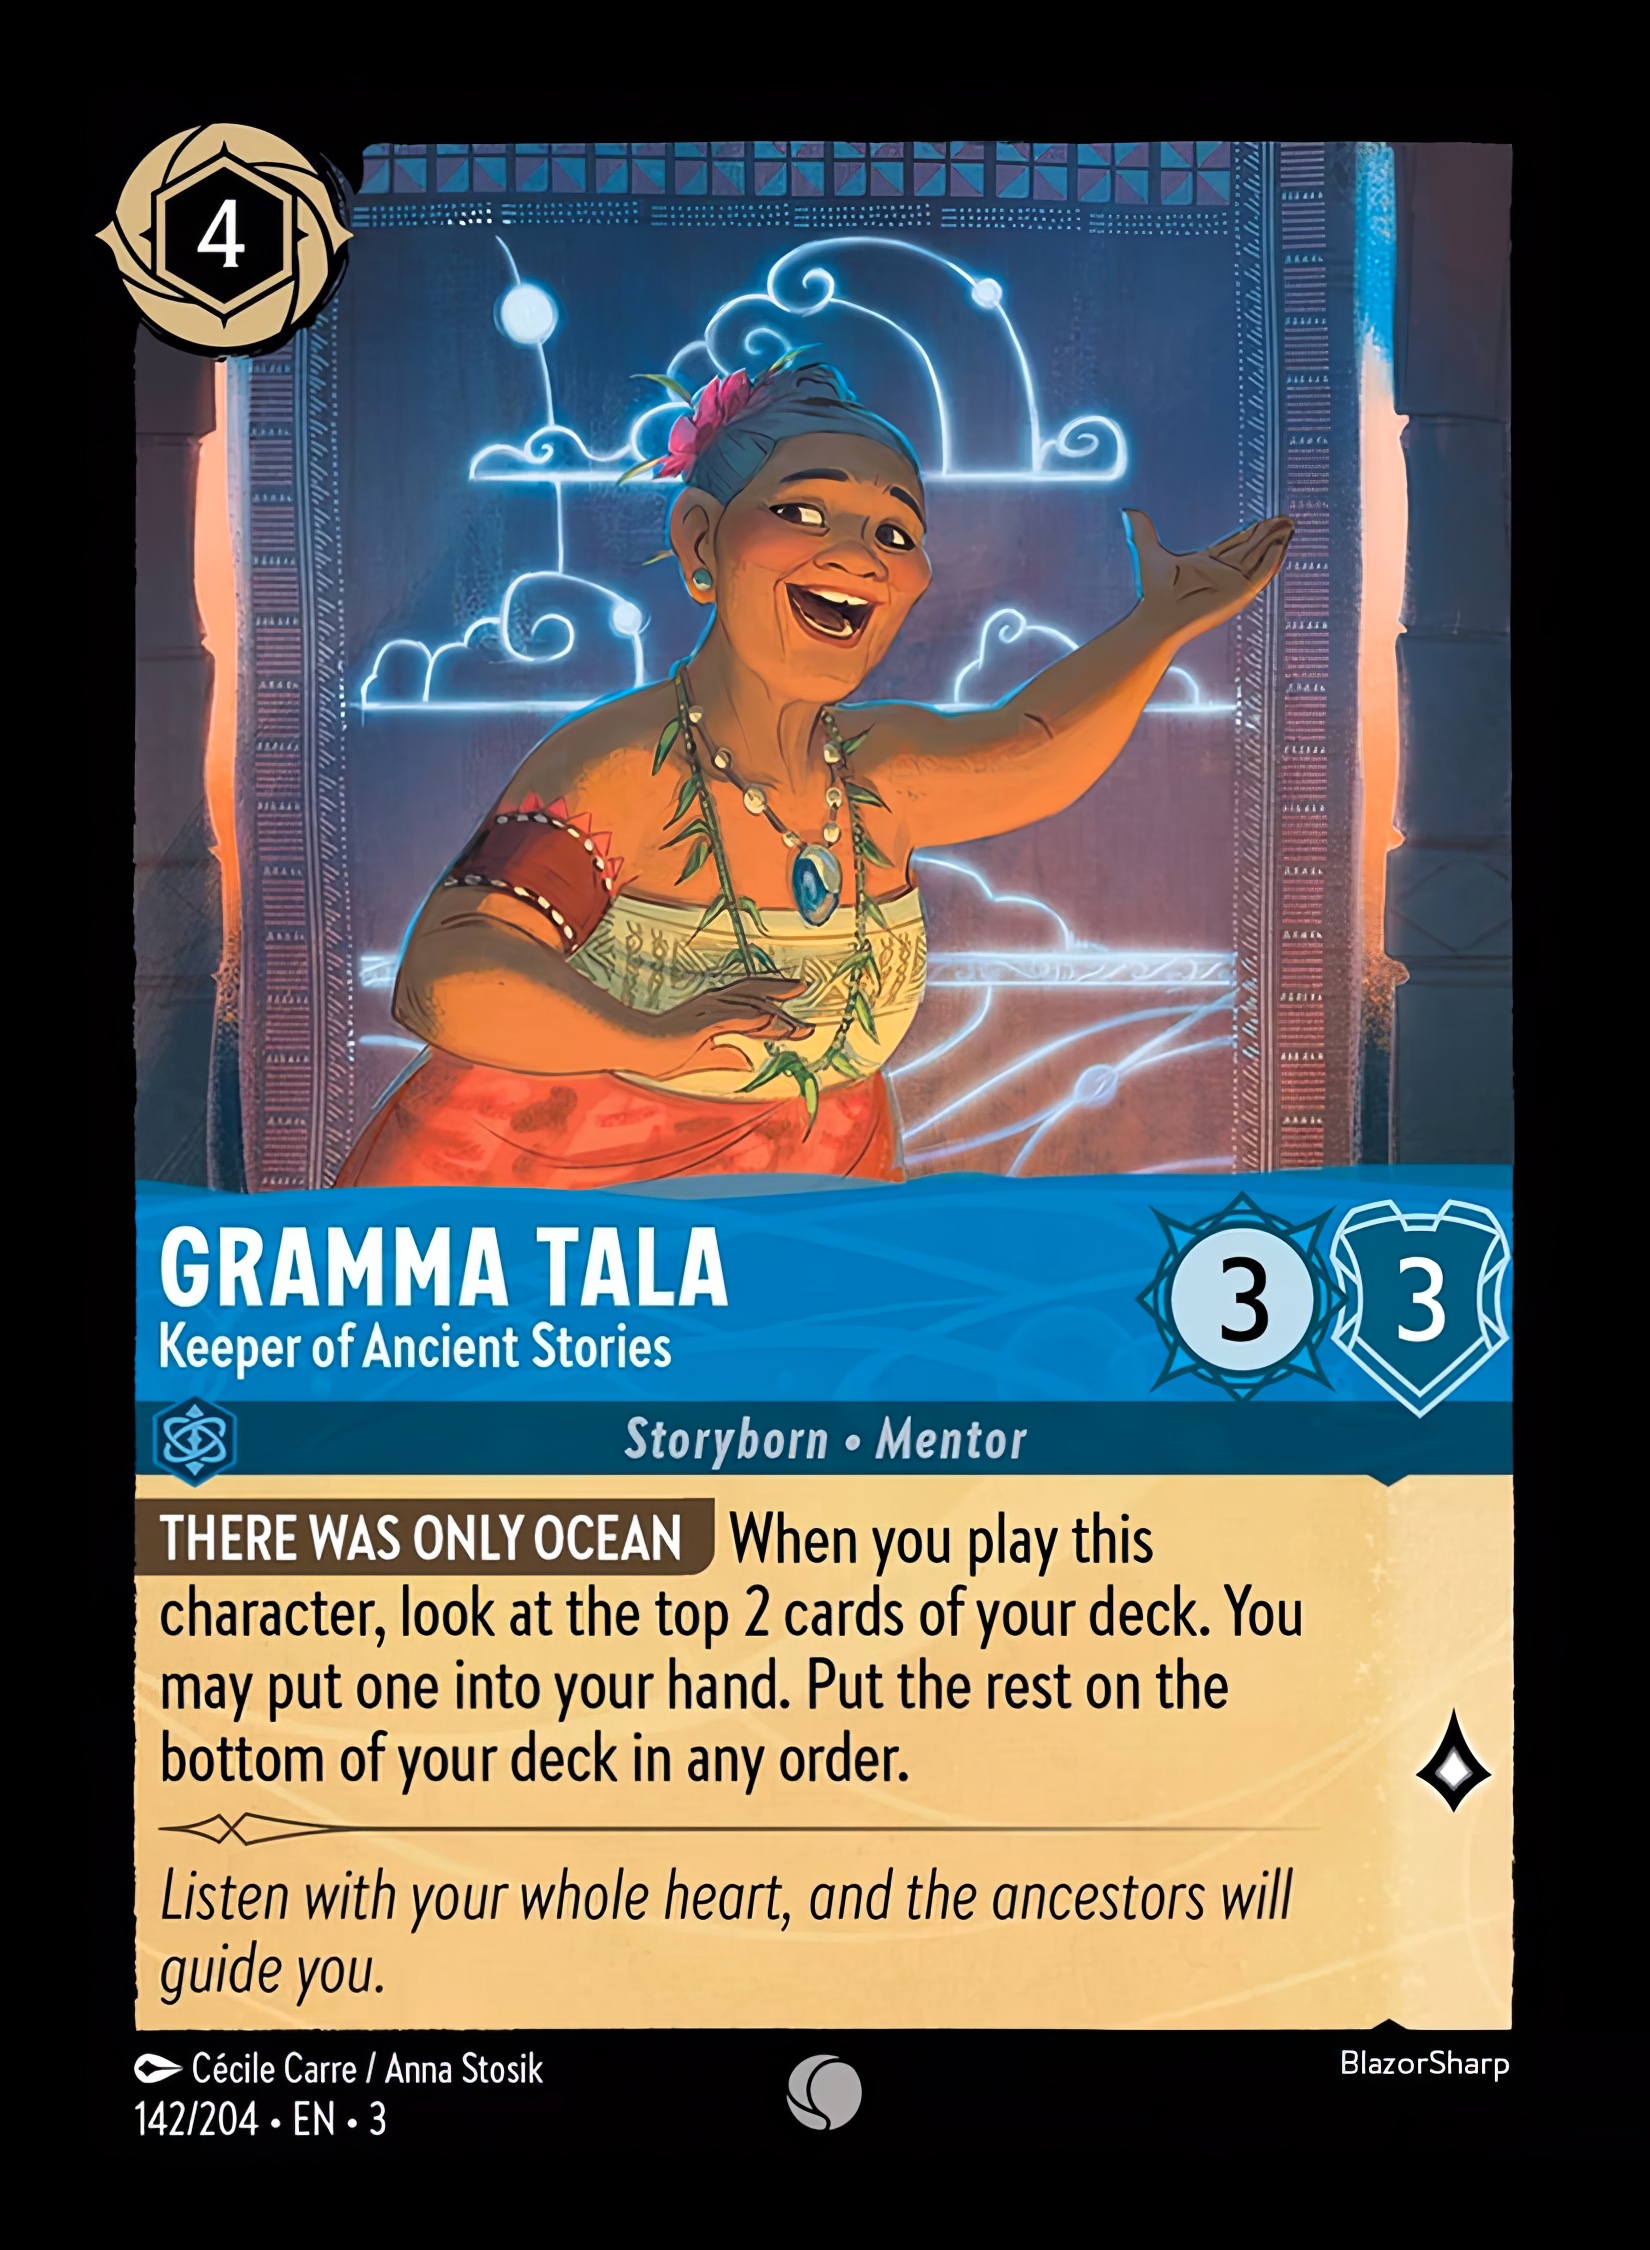 4
GRAMMA TALA
Keeper of Ancient Stories
3
3
Storyborn • Mentor
THERE WAS ONLY OCEAN When you play this
character, look at the top 2 cards of your deck. You
may put one into your hand. Put the rest on the
bottom of your deck in any order.
Listen with your whole heart, and the ancestors will
guide you.
Cécile Carre / Anna Stosik
BlazorSharp
142/204 • EN • 3